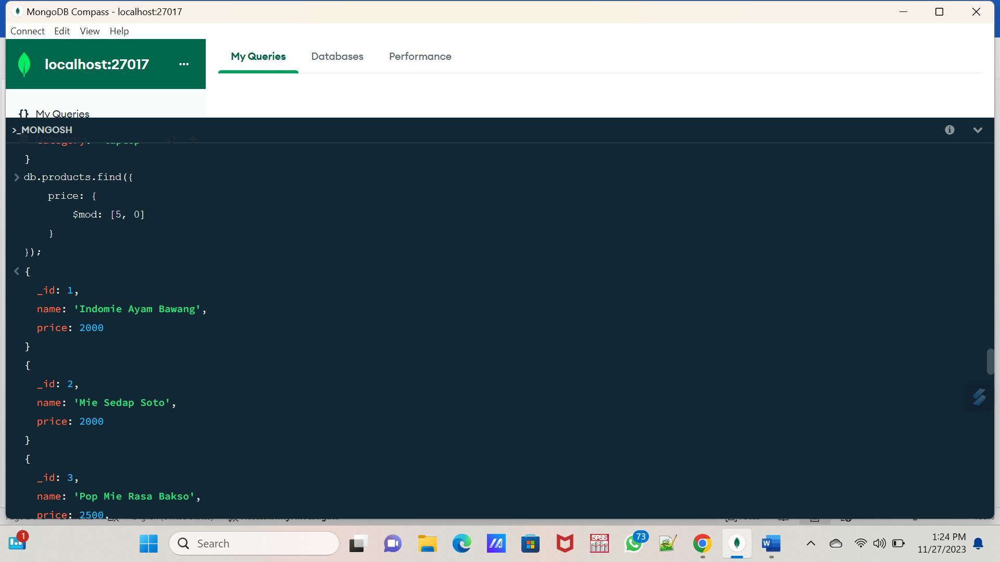 MongoDB Compass - localhost:27017
Connect Edit View Help
localhost:27017 ...
My Queries Databases Performance
{} My Queries
>_MONGOSH
category: 'laptop'
}
> db.products.find({
price: {
$mod: [5, 0]
}
});
< {
_id: 1,
name: 'Indomie Ayam Bawang',
price: 2000
}
{
_id: 2,
name: 'Mie Sedap Soto',
price: 2000
}
{
_id: 3,
name: 'Pop Mie Rasa Bakso',
price: 2500,
1
Search
SPSS
73
W
1:24 PM
11/27/2023